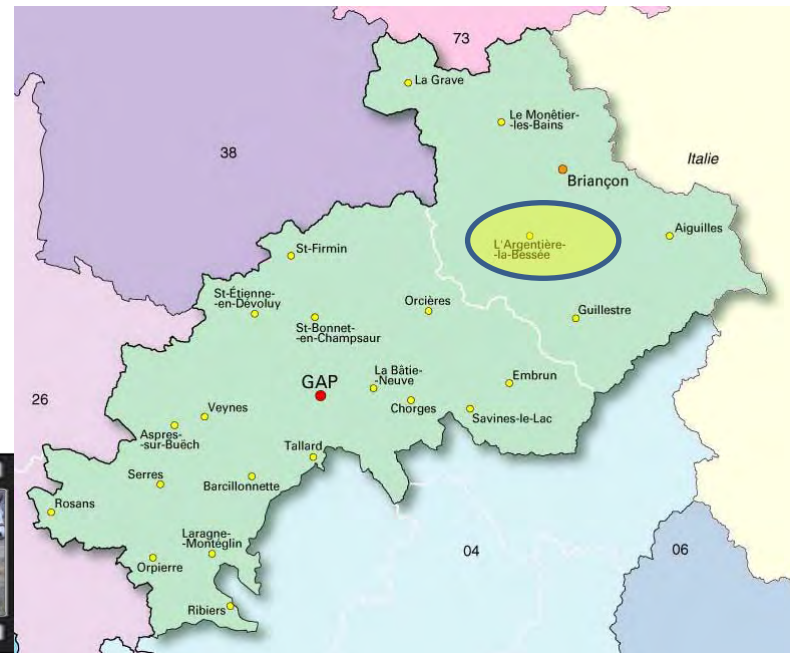 73
La Grave
Le Monêtier-
-les-Bains
38
Italie
Briançon
L'Argentière-
-la-Bessée
Aiguilles
St-Firmin
St-Étienne-
-en-Dévoluy
Orcières
Guillestre
St-Bonnet-
-en-Champsaur
La Bâtie-
-Neuve
Embrun
GAP
26
Veynes
Chorges
Savines-le-Lac
Aspres-
-sur-Buëch
Tallard
Serres
Barcillonnette
Rosans
Laragne-
-Montéglin
04
06
Orpierre
Ribiers